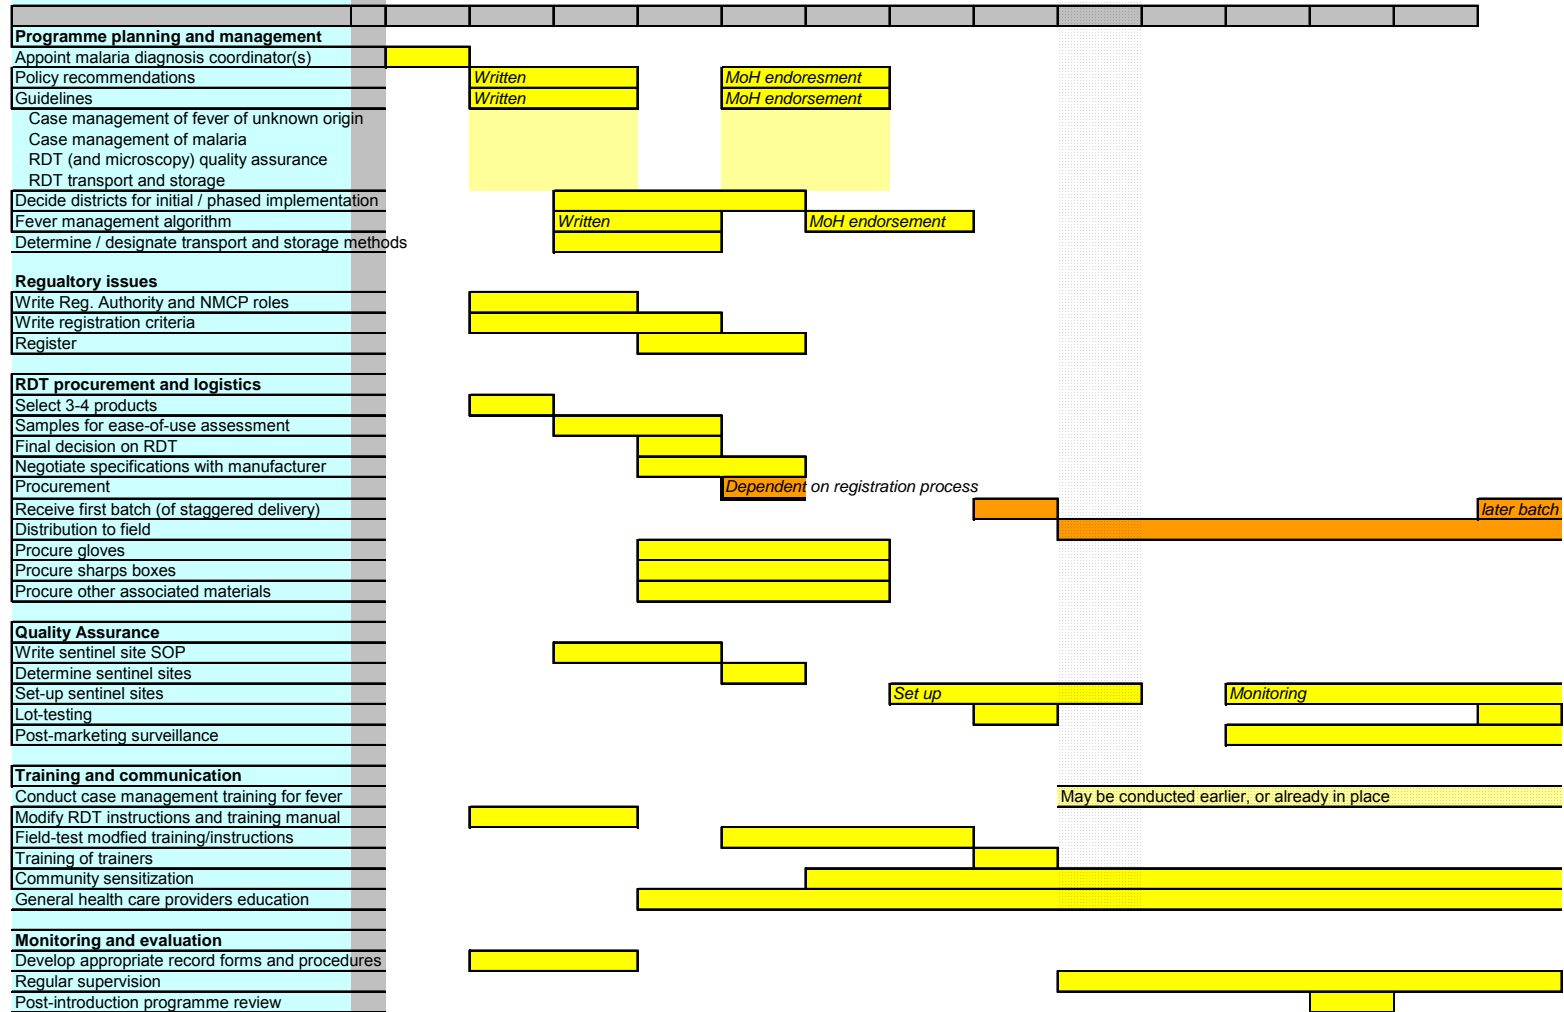 Programme planning and management
Appoint malaria diagnosis coordinator(s)
Policy recommendations Written MoH endoresment
Guidelines Written MoH endorsement
Case management of fever of unknown origin
Case management of malaria
RDT (and microscopy) quality assurance
RDT transport and storage
Decide districts for initial / phased implementation
Fever management algorithm Written MoH endorsement
Determine / designate transport and storage methods
Regualtory issues
Write Reg. Authority and NMCP roles
Write registration criteria
Register
RDT procurement and logistics
Select 3-4 products
Samples for ease-of-use assessment
Final decision on RDT
Negotiate specifications with manufacturer
Procurement Dependent on registration process
Receive first batch (of staggered delivery) later batch
Distribution to field
Procure gloves
Procure sharps boxes
Procure other associated materials
Quality Assurance
Write sentinel site SOP
Determine sentinel sites
Set-up sentinel sites Set up Monitoring
Lot-testing
Post-marketing surveillance
Training and communication
Conduct case management training for fever May be conducted earlier, or already in place
Modify RDT instructions and training manual
Field-test modfied training/instructions
Training of trainers
Community sensitization
General health care providers education
Monitoring and evaluation
Develop appropriate record forms and procedures
Regular supervision
Post-introduction programme review